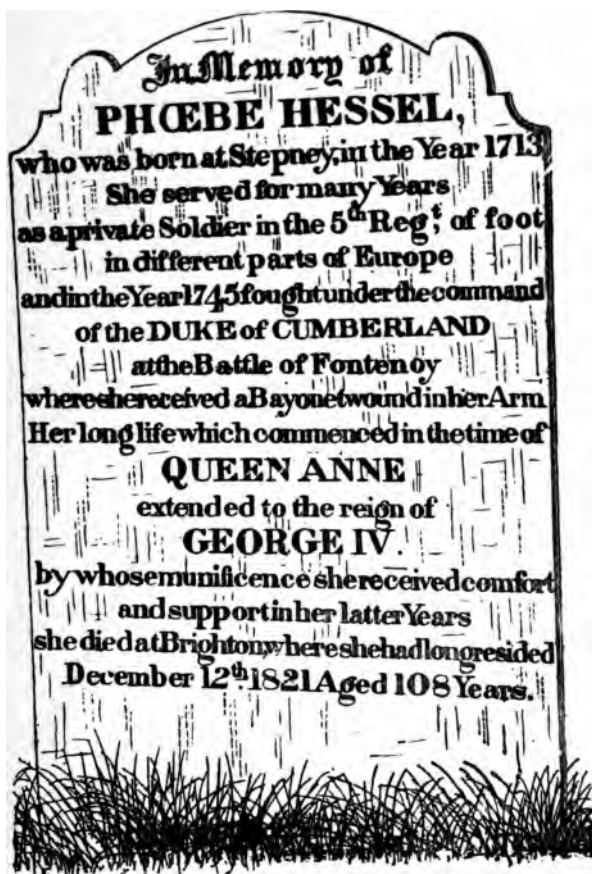 In Memory of
PHŒBE HESSEL,
who was born at Stepney, in the Year 1713
She served for many Years
as a private Soldier in the 5th Regt. of foot
in different parts of Europe
and in the Year 1745 fought under the command
of the DUKE of CUMBERLAND
at the Battle of Fontenoy
where she received a Bayonet wound in her Arm
Her long life which commenced in the time of
QUEEN ANNE
extended to the reign of
GEORGE IV.
by whose munificence she received comfort
and support in her latter Years
she died at Brighton, where she had long resided
December 12th. 1821 Aged 108 Years.